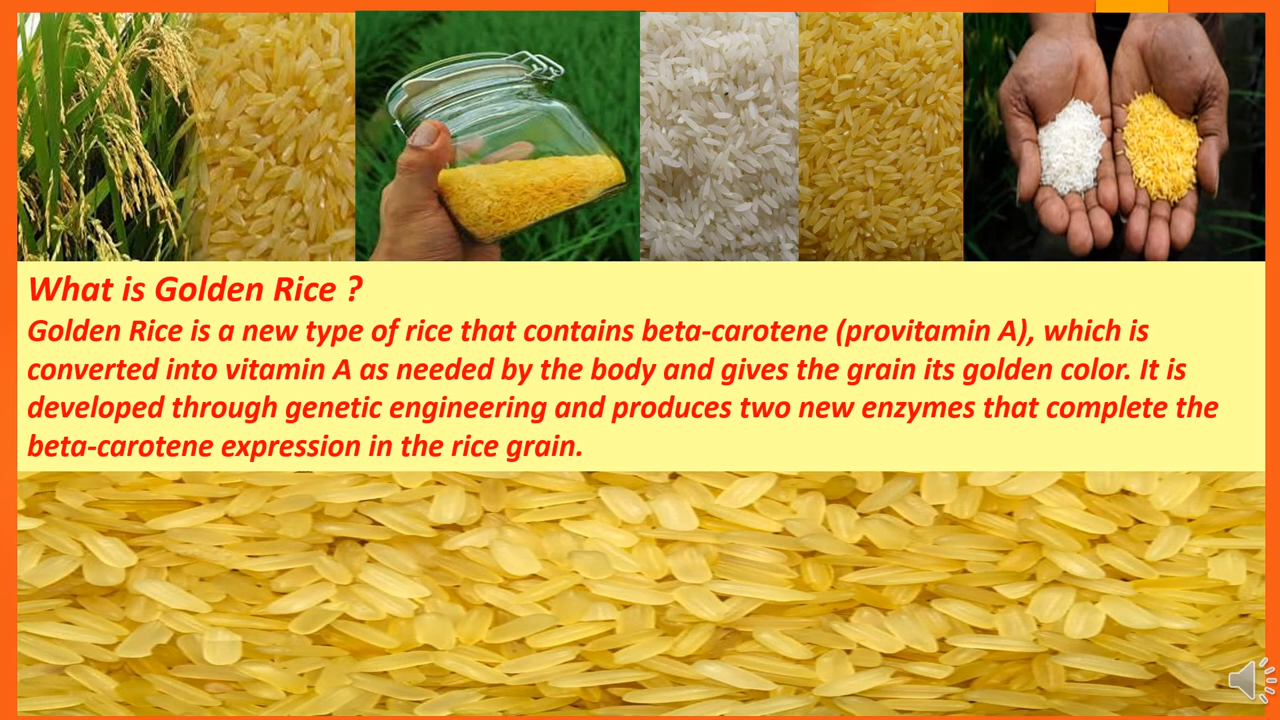 What is Golden Rice ?
Golden Rice is a new type of rice that contains beta-carotene (provitamin A), which is
converted into vitamin A as needed by the body and gives the grain its golden color. It is
developed through genetic engineering and produces two new enzymes that complete the
beta-carotene expression in the rice grain.